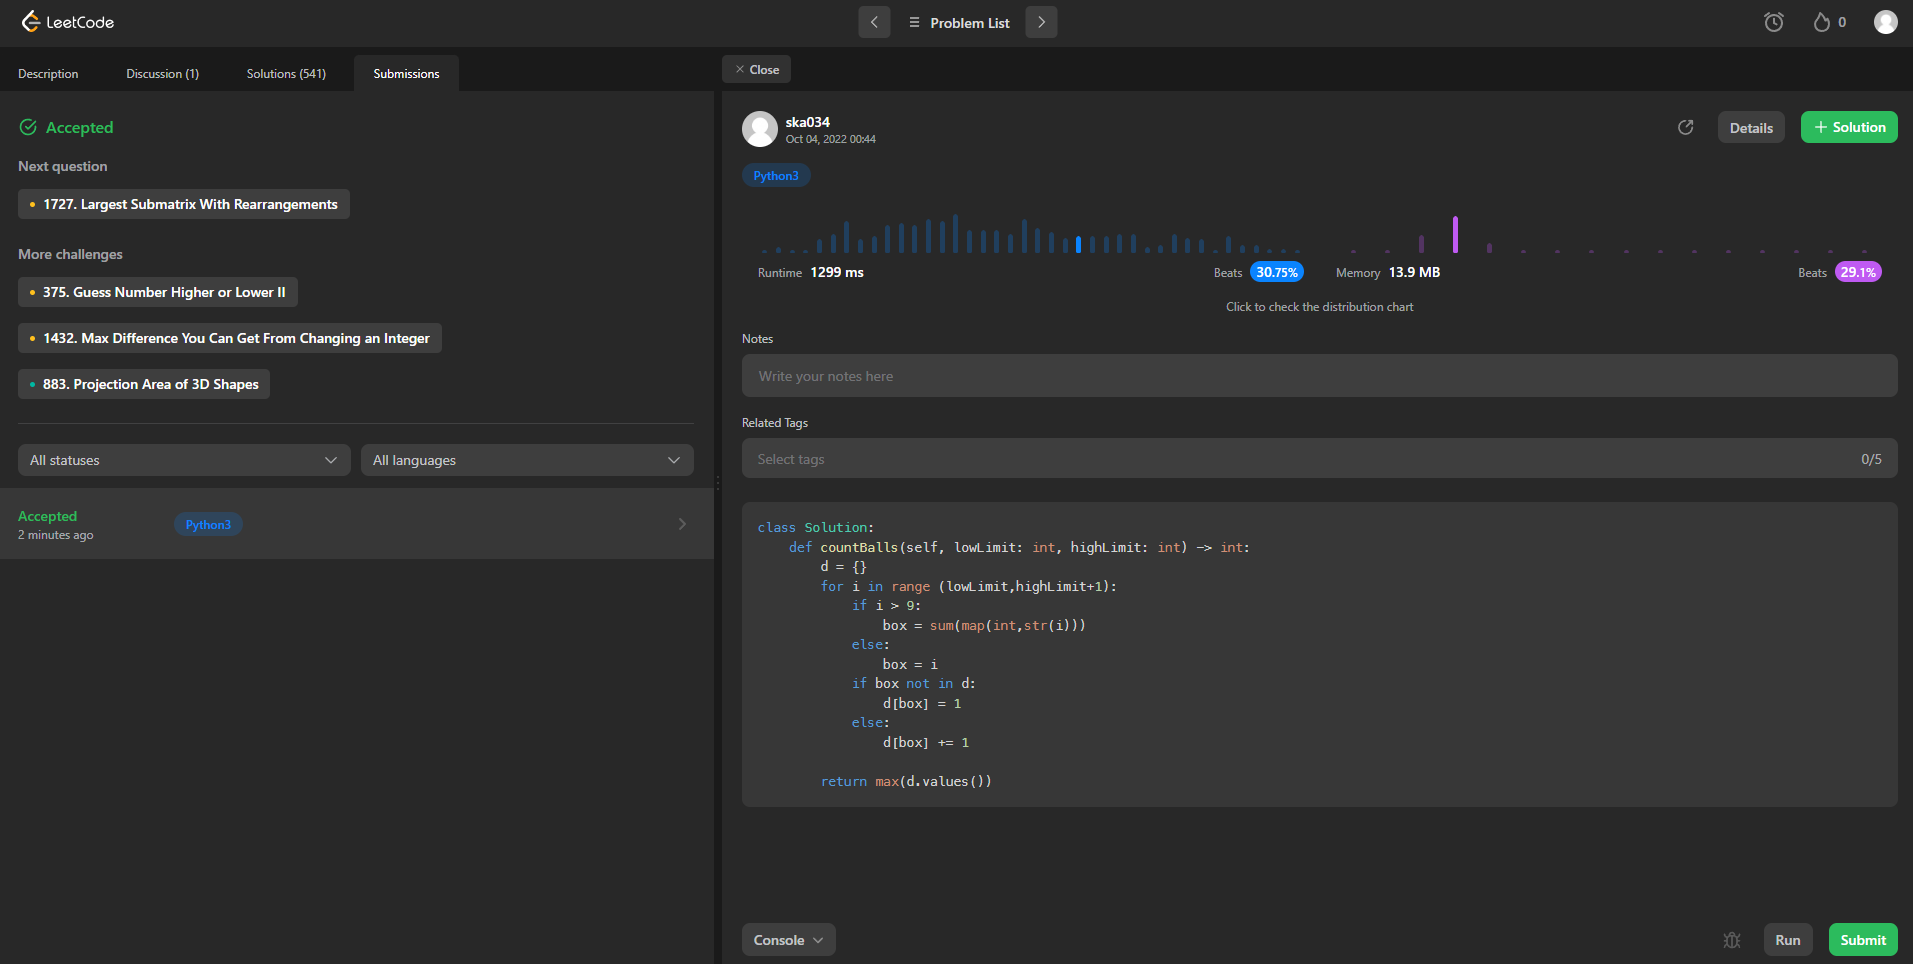 LeetCode
Problem List
0
Description
Discussion (1)
Solutions (541)
Submissions
Accepted
Next question
1727. Largest Submatrix With Rearrangements
More challenges
375. Guess Number Higher or Lower II
1432. Max Difference You Can Get From Changing an Integer
883. Projection Area of 3D Shapes
All statuses
All languages
Accepted
2 minutes ago
Python3
Close
ska034
Oct 04, 2022 00:44
Details
+ Solution
Python3
Runtime 1299 ms
Beats 30.75%
Memory 13.9 MB
Beats 29.1%
Click to check the distribution chart
Notes
Write your notes here
Related Tags
Select tags
0/5
class Solution:
    def countBalls(self, lowLimit: int, highLimit: int) -> int:
        d = {}
        for i in range (lowLimit,highLimit+1):
            if i > 9:
                box = sum(map(int,str(i)))
            else:
                box = i
            if box not in d:
                d[box] = 1
            else:
                d[box] += 1
        return max(d.values())
Console
Run
Submit